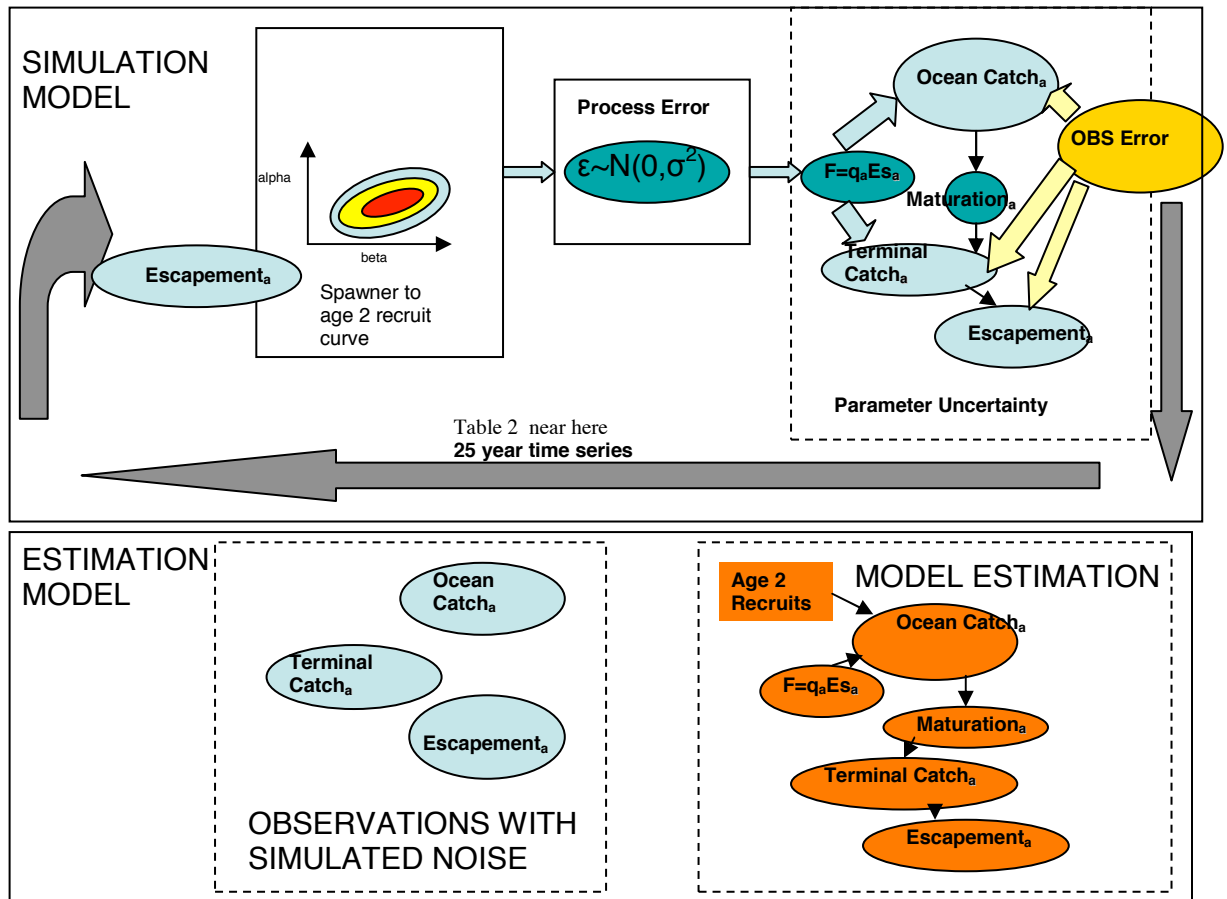 SIMULATION
MODEL
alpha
beta
Spawner to
age 2 recruit
curve
Escapementₐ
Process Error
ε~N(0,σ²)
Ocean Catchₐ
OBS Error
F=qₐEsₐ
Maturationₐ
Terminal
Catchₐ
Escapementₐ
Parameter Uncertainty
Table 2 near here
25 year time series
ESTIMATION
MODEL
Ocean
Catchₐ
Terminal
Catchₐ
Escapementₐ
OBSERVATIONS WITH
SIMULATED NOISE
MODEL ESTIMATION
Age 2
Recruits
Ocean Catchₐ
F=qₐEsₐ
Maturationₐ
Terminal Catchₐ
Escapementₐ